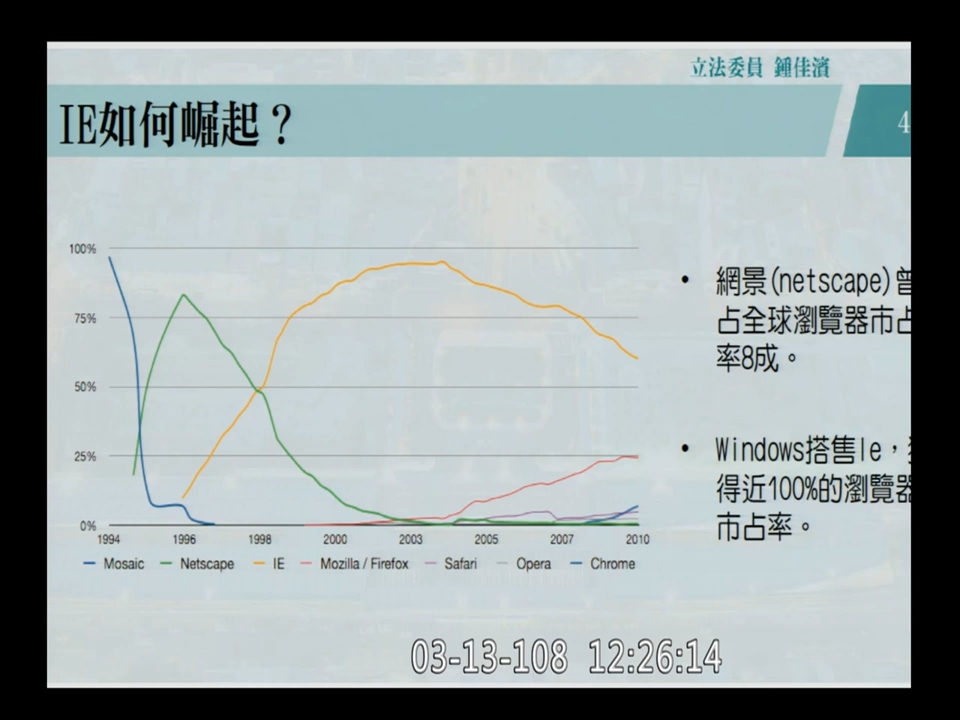 立法委員 鍾佳濱
IE如何崛起？
4
100%
75%
50%
25%
0%
1994 1996 1998 2000 2003 2005 2007 2010
Mosaic Netscape IE Mozilla / Firefox Safari Opera Chrome
• 網景(netscape)曾
占全球瀏覽器市占
率8成。
• Windows搭售Ie，
得近100%的瀏覽器
市占率。
03-13-108 12:26:14